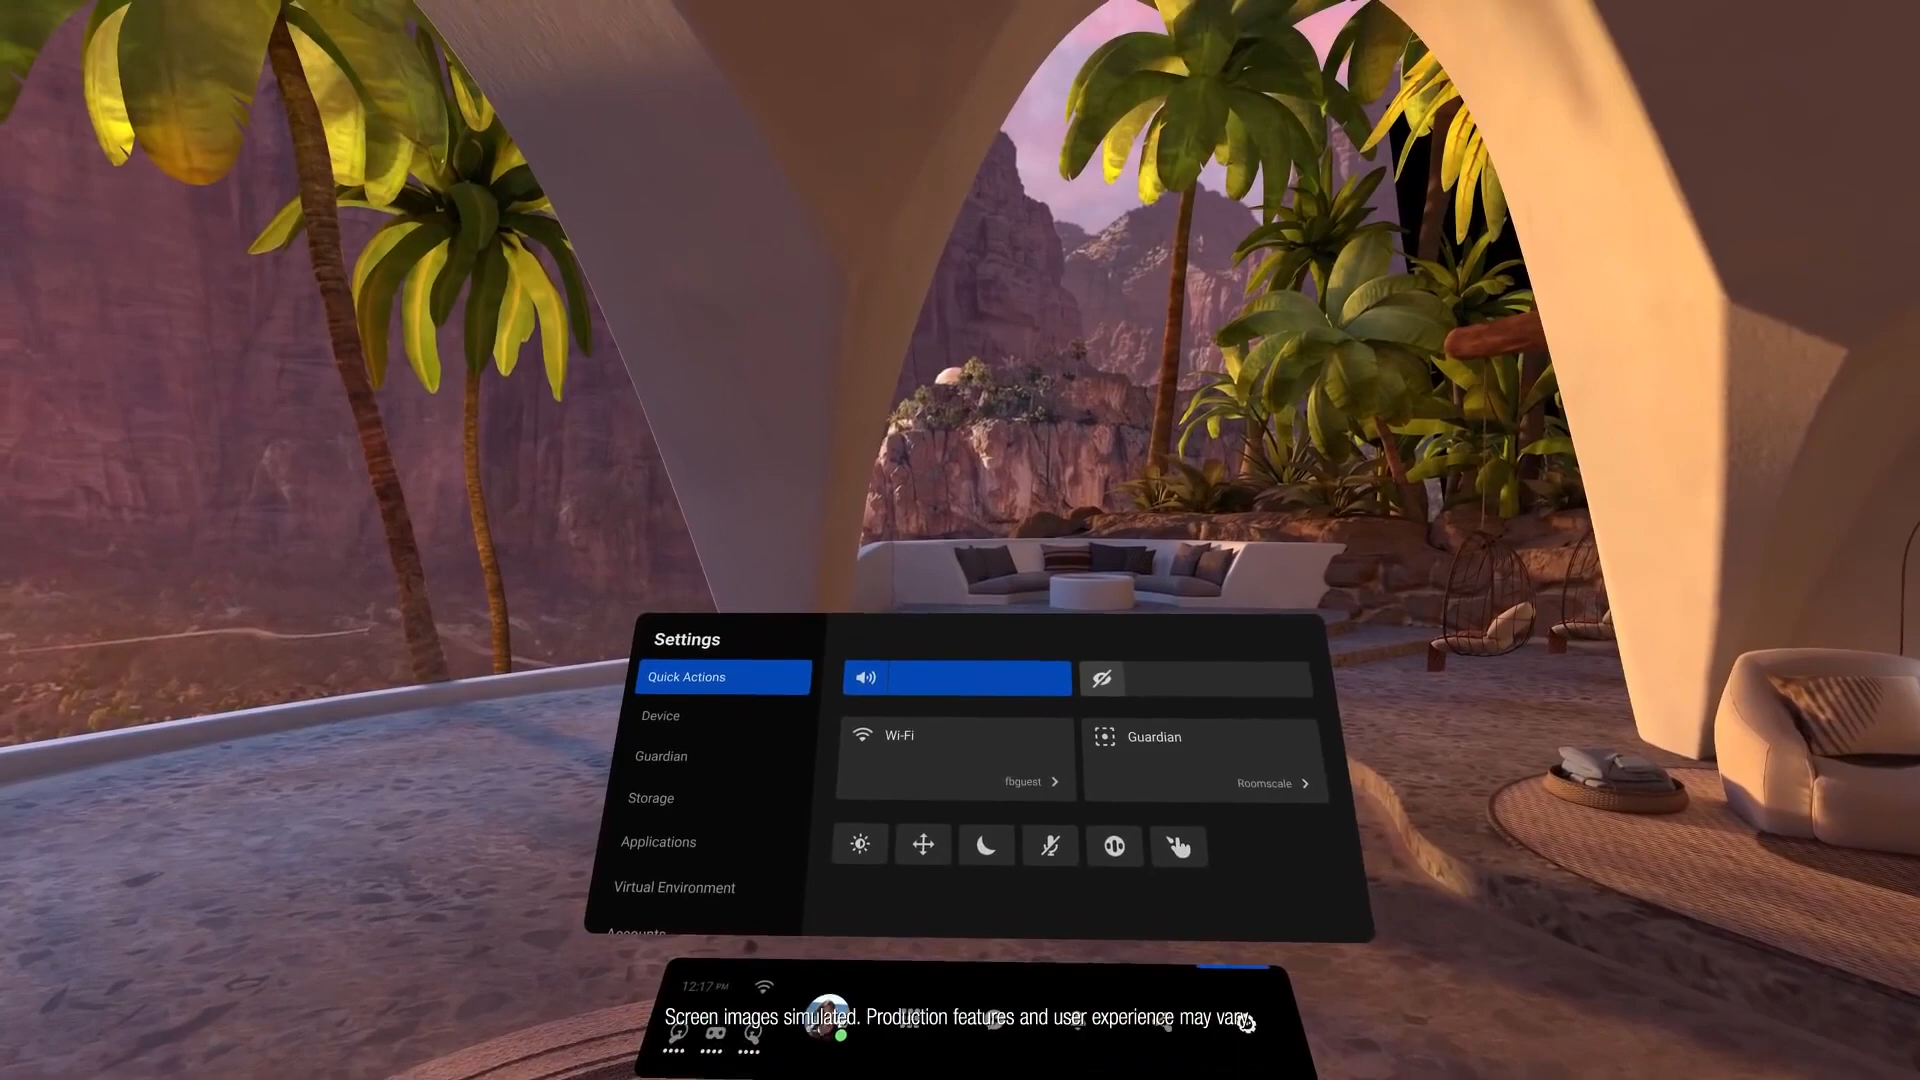 Settings
Quick Actions
Device
Guardian
Storage
Applications
Virtual Environment
Accounts
Wi-Fi
fbguest
Guardian
Roomscale
12:17 PM
Screen images simulated. Production features and user experience may vary.